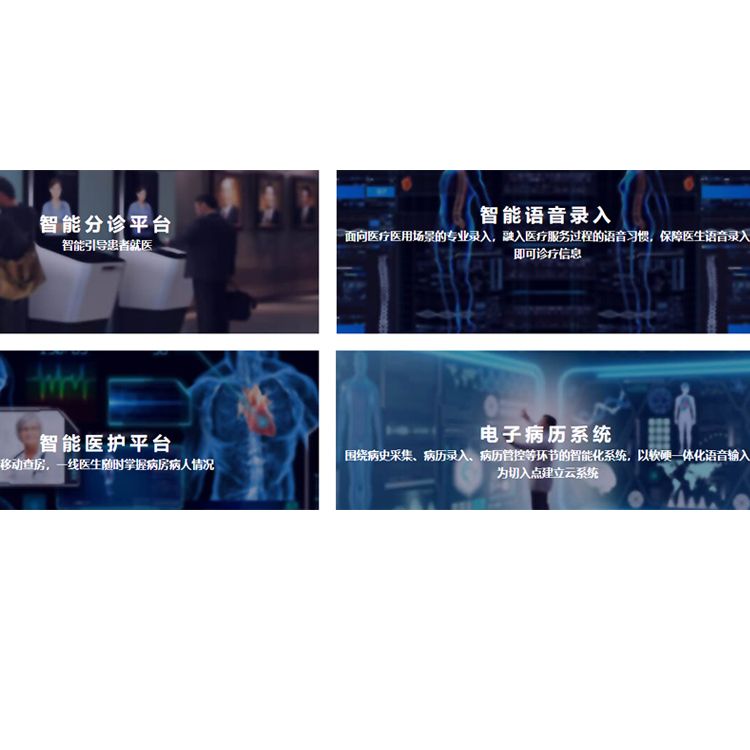 智能分诊平台
智能引导患者就医
智能语音录入
面向医疗医用场景的专业录入，融入医疗服务过程的语音习惯，保障医生语音录入
即可诊疗信息
智能医护平台
移动查房，一线医生随时掌握病房病人情况
电子病历系统
围绕病史采集、病历录入、病历管控等环节的智能化系统，以软硬一体化语音输入
为切入点建立云系统